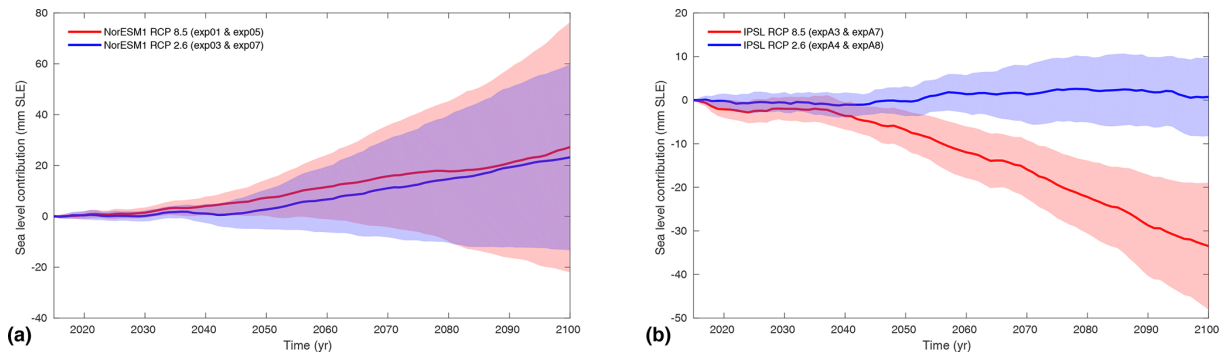 80
60
40
20
0
-20
-40
Sea level contribution (mm SLE)
NorESM1 RCP 8.5 (exp01 & exp05)
NorESM1 RCP 2.6 (exp03 & exp07)
2020 2030 2040 2050 2060 2070 2080 2090 2100
Time (yr)
(a)
20
10
0
-10
-20
-30
-40
-50
Sea level contribution (mm SLE)
IPSL RCP 8.5 (expA3 & expA7)
IPSL RCP 2.6 (expA4 & expA8)
2020 2030 2040 2050 2060 2070 2080 2090 2100
Time (yr)
(b)